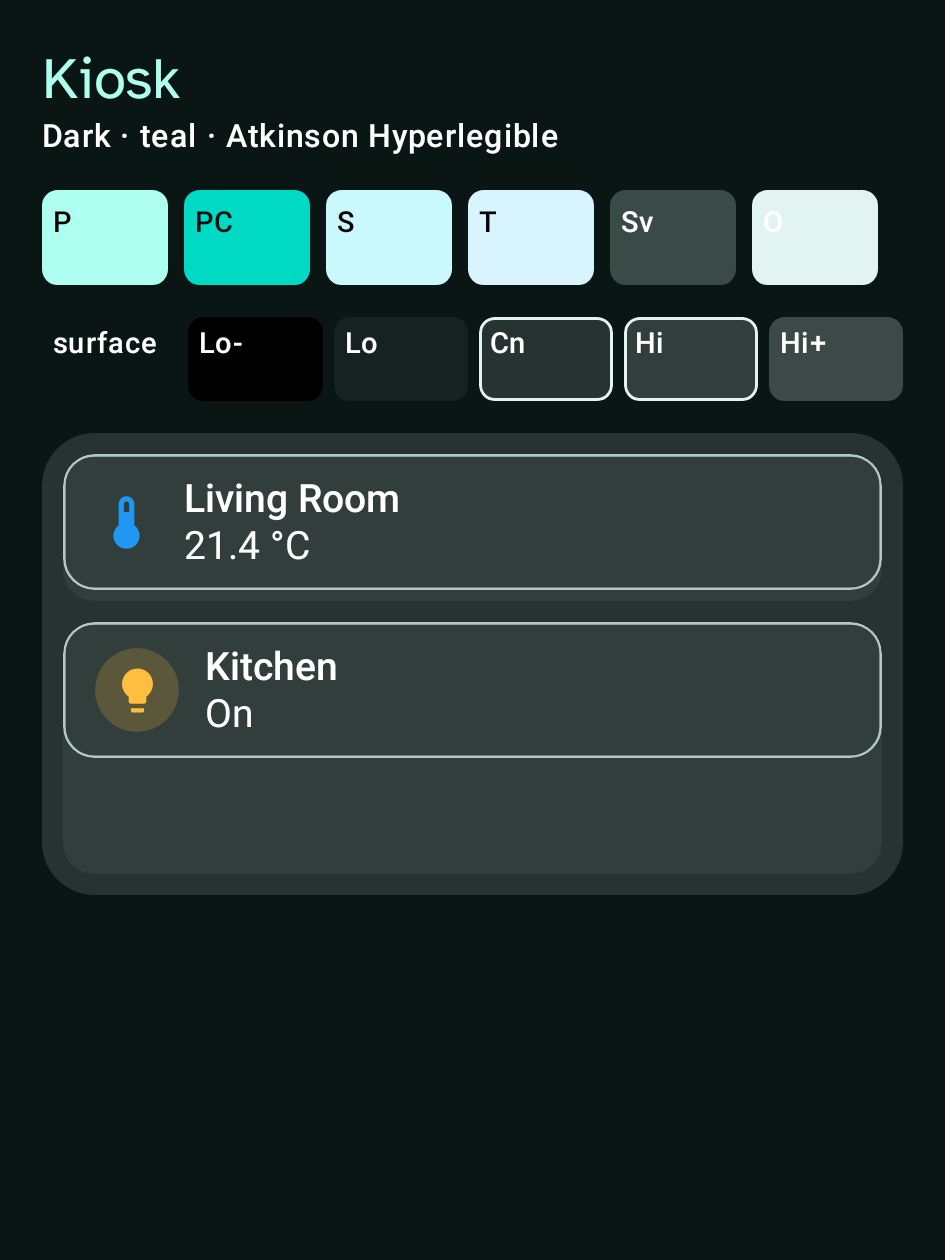 Kiosk
Dark · teal · Atkinson Hyperlegible
P PC S T Sv O
surface Lo- Lo Cn Hi Hi+
Living Room
21.4 °C
Kitchen
On